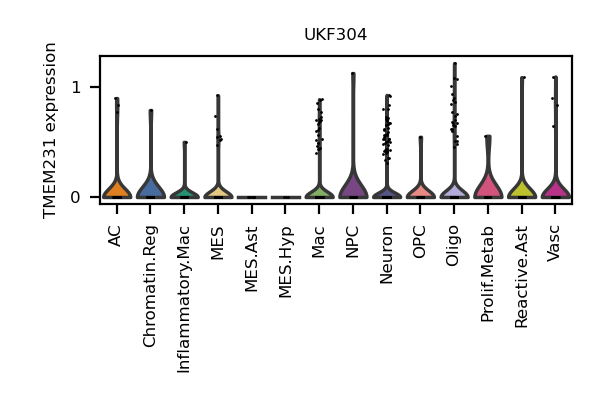 UKF304
TMEM231 expression
1
0
AC
Chromatin.Reg
Inflammatory.Mac
MES
MES.Ast
MES.Hyp
Mac
NPC
Neuron
OPC
Oligo
Prolif.Metab
Reactive.Ast
Vasc